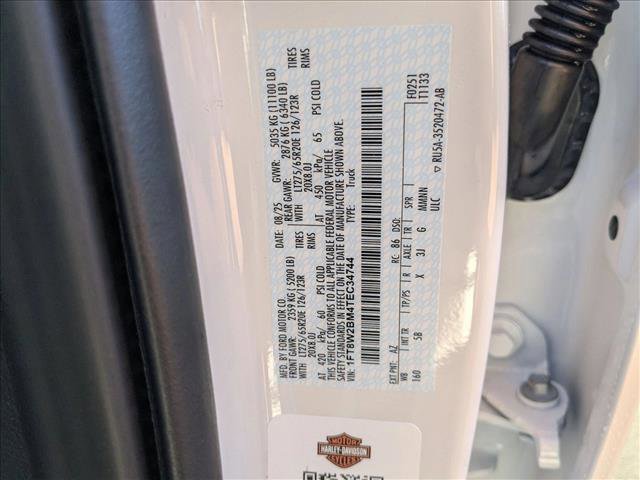 MFD. BY FORD MOTOR CO.
DATE: 08/25 GVWR: 5035 KG (11100 LB)
FRONT GAWR: 2359 KG (5200 LB) REAR GAWR: 2876 KG (6340 LB)
WITH LT275/65R20E 126/123R TIRES WITH LT275/65R20E 126/123R TIRES
20X8.0J RIMS 20X8.0J RIMS
AT 420 kPa/ 60 PSI COLD AT 450 kPa/ 65 PSI COLD
THIS VEHICLE CONFORMS TO ALL APPLICABLE FEDERAL MOTOR VEHICLE
SAFETY STANDARDS IN EFFECT ON THE DATE OF MANUFACTURE SHOWN ABOVE.
VIN: 1FT8W2BM4TEC34744 TYPE: Truck
F0251
T1133
EXT PNT: AZ RC: 86 DSO:
WB INT TR TP/PS R AXLE TR SPR
160 5B X 3J G MAMNN
ULC
▽ RU5A-3520472-AB
MOTOR
HARLEY-DAVIDSON
CYCLES